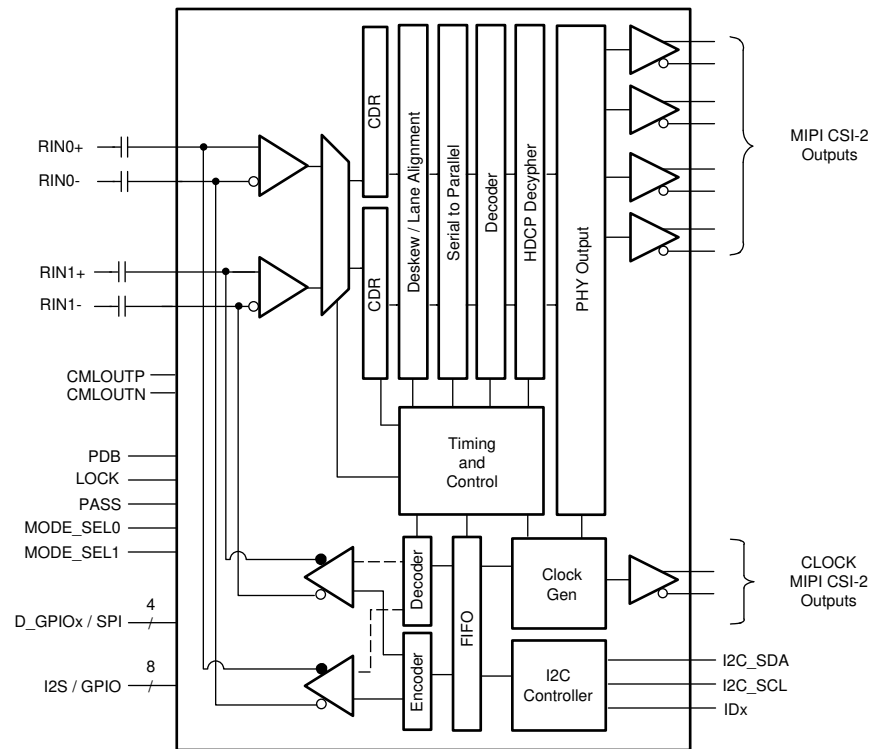 RIN0+
RIN0-
RIN1+
RIN1-
CMLOUTP
CMLOUTN
PDB
LOCK
PASS
MODE_SEL0
MODE_SEL1
4
D_GPIOx / SPI
8
I2S / GPIO
CDR
CDR
Deskew / Lane Alignment
Serial to Parallel
Decoder
HDCP Decypher
PHY Output
Timing
and
Control
Decoder
Encoder
FIFO
Clock
Gen
I2C
Controller
MIPI CSI-2
Outputs
CLOCK
MIPI CSI-2
Outputs
I2C_SDA
I2C_SCL
IDx